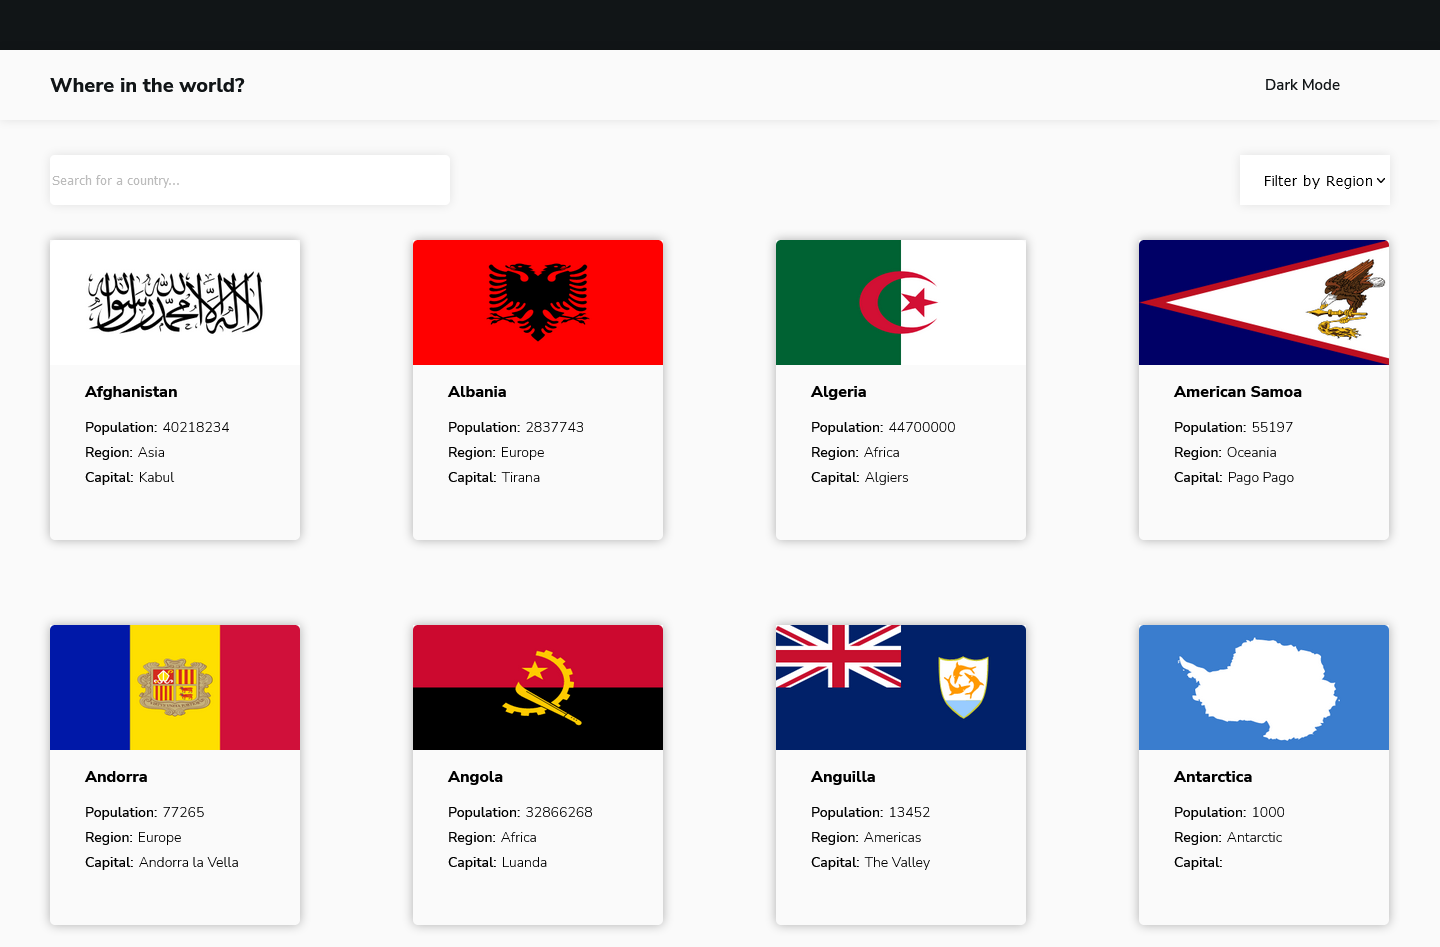 Where in the world?
Dark Mode
Search for a country...
Filter by Region
لا إله إلا الله محمد رسول الله
Afghanistan
Population: 40218234
Region: Asia
Capital: Kabul
Albania
Population: 2837743
Region: Europe
Capital: Tirana
Algeria
Population: 44700000
Region: Africa
Capital: Algiers
American Samoa
Population: 55197
Region: Oceania
Capital: Pago Pago
Andorra
Population: 77265
Region: Europe
Capital: Andorra la Vella
Angola
Population: 32866268
Region: Africa
Capital: Luanda
Anguilla
Population: 13452
Region: Americas
Capital: The Valley
Antarctica
Population: 1000
Region: Antarctic
Capital: